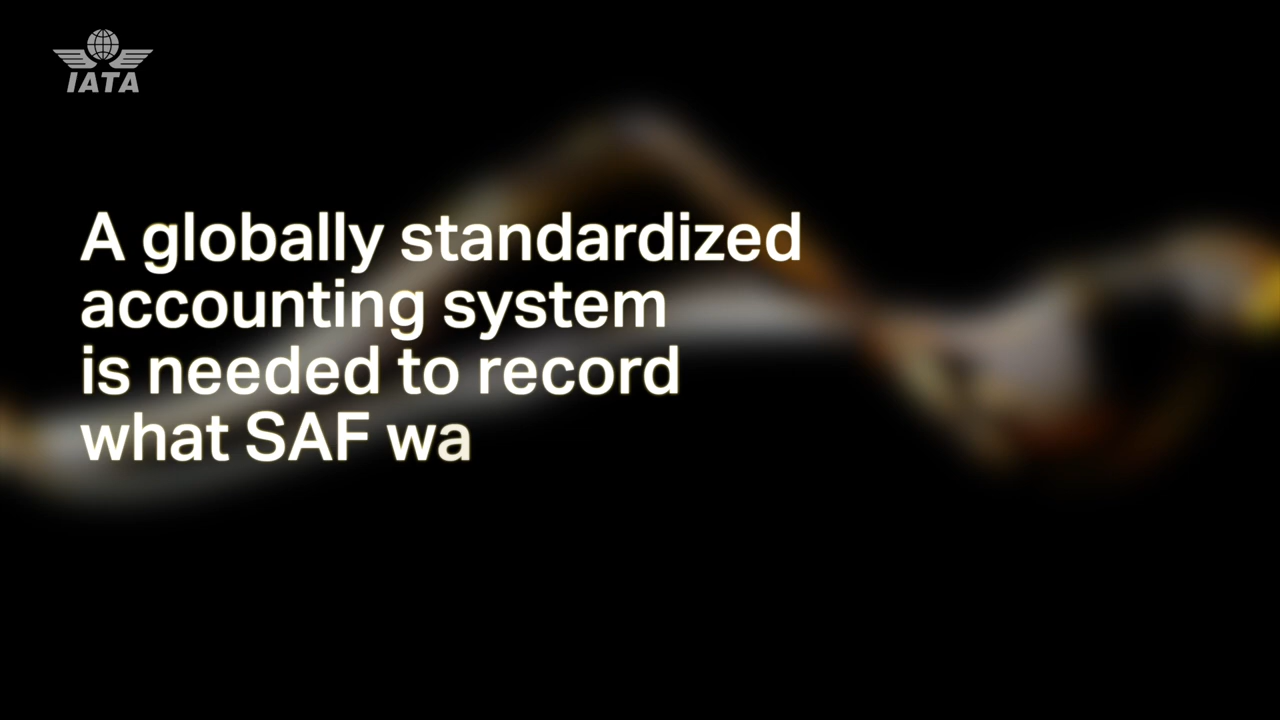 IATA
A globally standardized
accounting system
is needed to record
what SAF wa